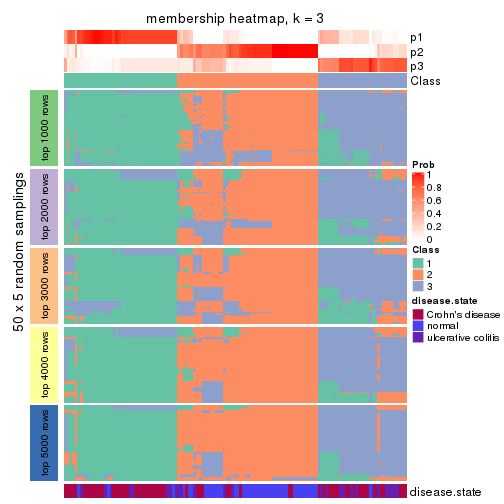 membership heatmap, k = 3
p1
p2
p3
Class
50 x 5 random samplings
top 1000 rows
top 2000 rows
top 3000 rows
top 4000 rows
top 5000 rows
Prob
1
0.8
0.6
0.4
0.2
0
Class
1
2
3
disease.state
Crohn's disease
normal
ulcerative colitis
disease.state